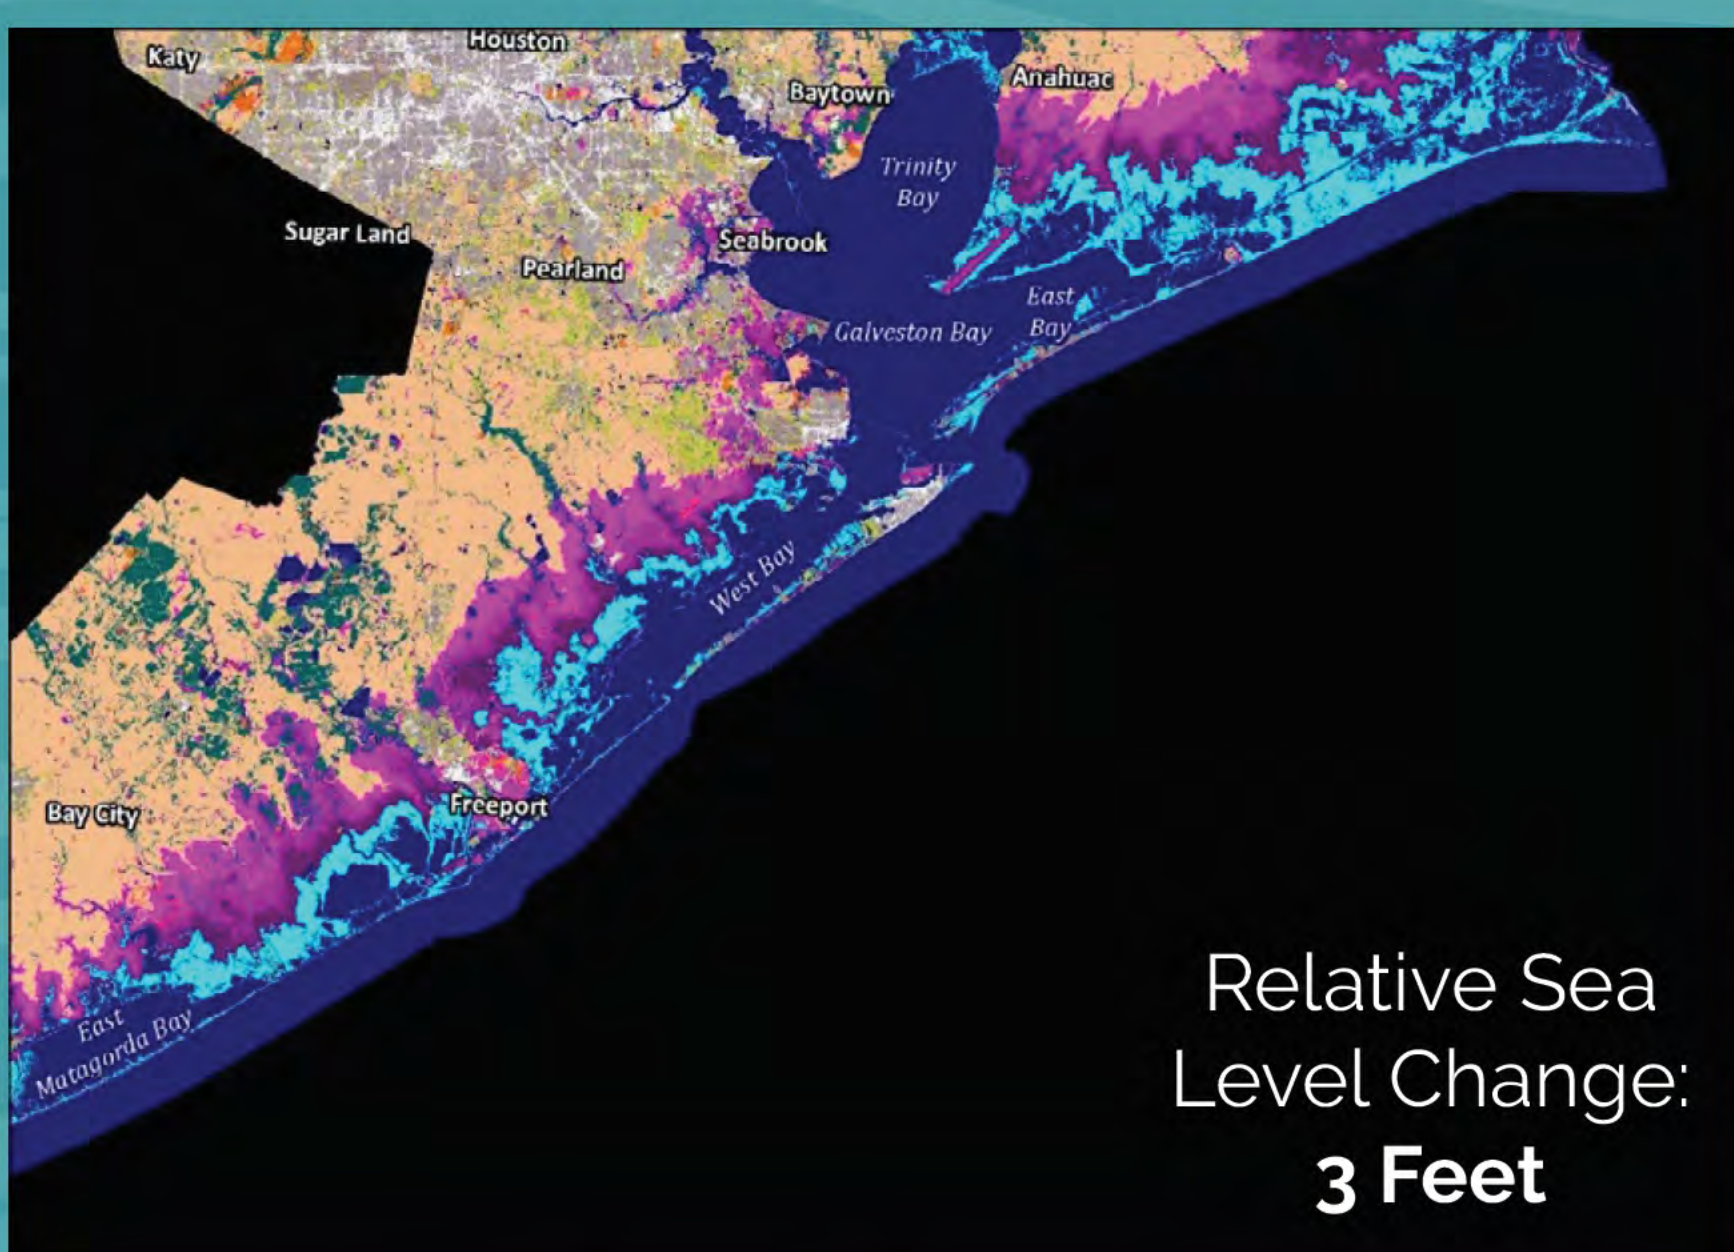 Katy
Houston
Baytown
Anahuac
Trinity
Bay
Sugar Land
Seabrook
Pearland
East
Bay
Galveston Bay
West Bay
Bay City
Freeport
East
Matagorda Bay
Relative Sea
Level Change:
3 Feet